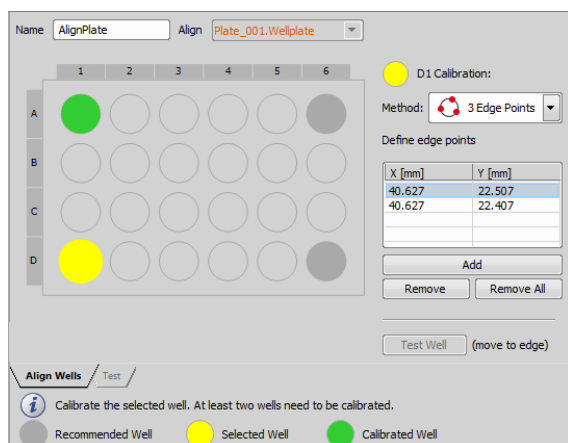 Name AlignPlate Align Plate_001.Wellplate
1 2 3 4 5 6
D1 Calibration:
A
Method: 3 Edge Points
Define edge points
B
X [mm] Y [mm]
40.627 22.507
40.627 22.407
C
D
Add
Remove Remove All
Test Well (move to edge)
Align Wells Test
Calibrate the selected well. At least two wells need to be calibrated.
Recommended Well Selected Well Calibrated Well